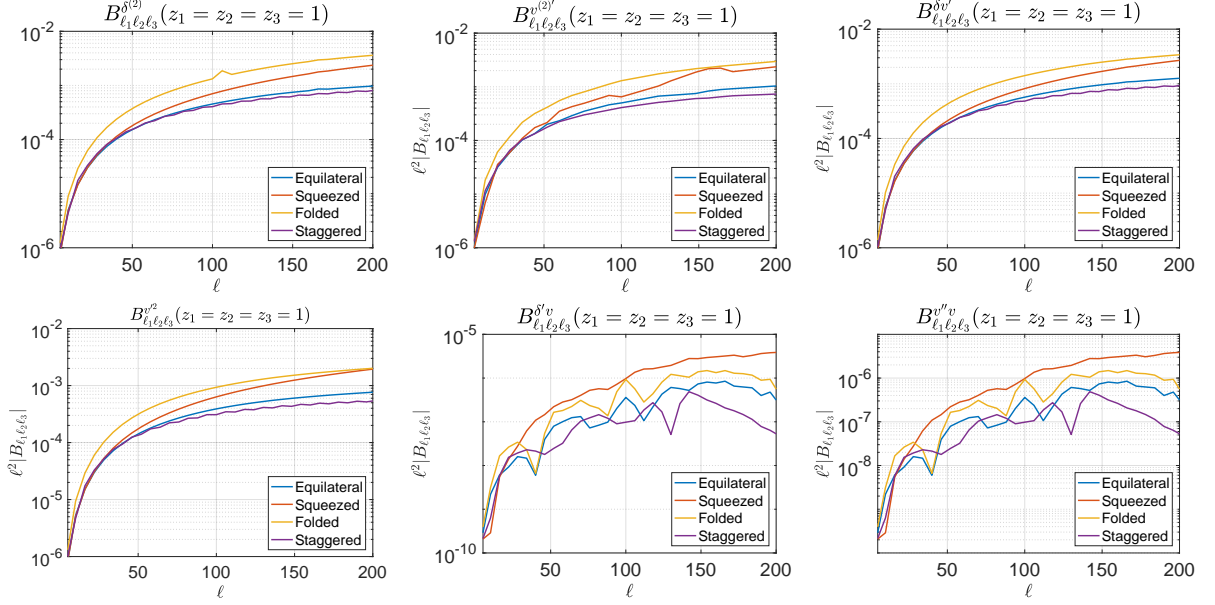 B^{δ^{(2)}}_{ℓ₁ℓ₂ℓ₃}(z₁ = z₂ = z₃ = 1)
10^{-2}
10^{-4}
10^{-6}
50 100 150 200
ℓ
Equilateral
Squeezed
Folded
Staggered
B^{v^{(2)′}}_{ℓ₁ℓ₂ℓ₃}(z₁ = z₂ = z₃ = 1)
ℓ²|B_{ℓ₁ℓ₂ℓ₃}|
10^{-2}
10^{-4}
10^{-6}
50 100 150 200
ℓ
Equilateral
Squeezed
Folded
Staggered
B^{δv′}_{ℓ₁ℓ₂ℓ₃}(z₁ = z₂ = z₃ = 1)
ℓ²|B_{ℓ₁ℓ₂ℓ₃}|
10^{-2}
10^{-4}
10^{-6}
50 100 150 200
ℓ
Equilateral
Squeezed
Folded
Staggered
B^{v′²}_{ℓ₁ℓ₂ℓ₃}(z₁ = z₂ = z₃ = 1)
ℓ²|B_{ℓ₁ℓ₂ℓ₃}|
10^{-2}
10^{-3}
10^{-4}
10^{-5}
10^{-6}
50 100 150 200
ℓ
Equilateral
Squeezed
Folded
Staggered
B^{δ′v}_{ℓ₁ℓ₂ℓ₃}(z₁ = z₂ = z₃ = 1)
ℓ²|B_{ℓ₁ℓ₂ℓ₃}|
10^{-5}
10^{-10}
50 100 150 200
ℓ
Equilateral
Squeezed
Folded
Staggered
B^{v″v}_{ℓ₁ℓ₂ℓ₃}(z₁ = z₂ = z₃ = 1)
ℓ²|B_{ℓ₁ℓ₂ℓ₃}|
10^{-6}
10^{-7}
10^{-8}
50 100 150 200
ℓ
Equilateral
Squeezed
Folded
Staggered